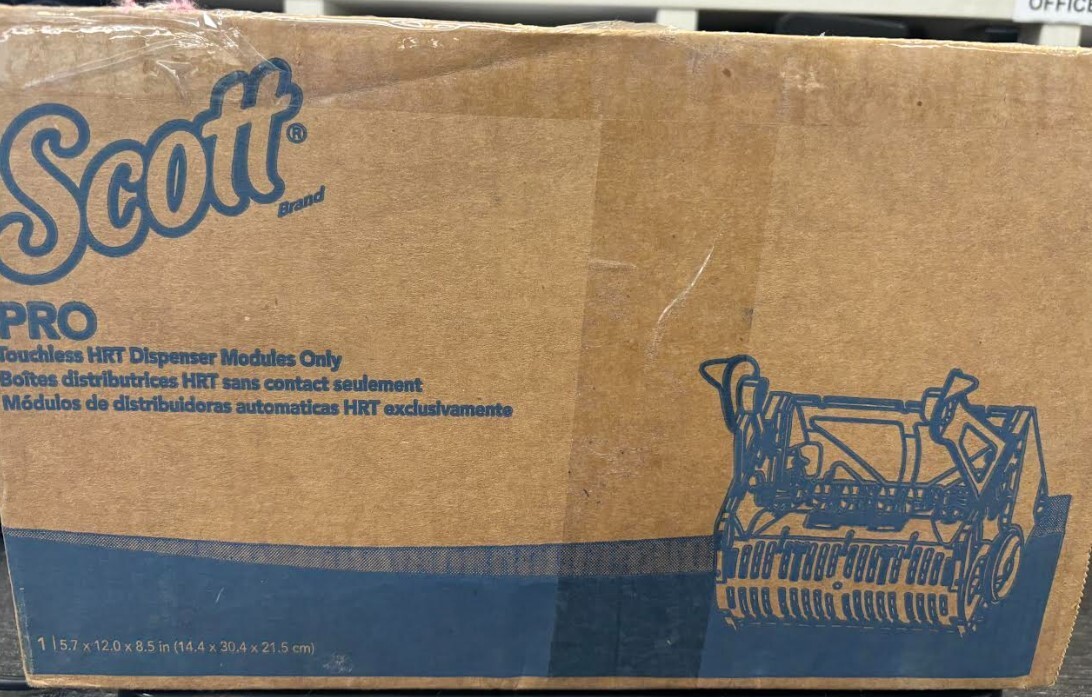 OFFICE
Scott®
Brand
PRO
Touchless HRT Dispenser Modules Only
Boîtes distributrices HRT sans contact seulement
Módulos de distribuidoras automaticas HRT exclusivamente
1 | 5.7 x 12.0 x 8.5 in (14.4 x 30.4 x 21.5 cm)